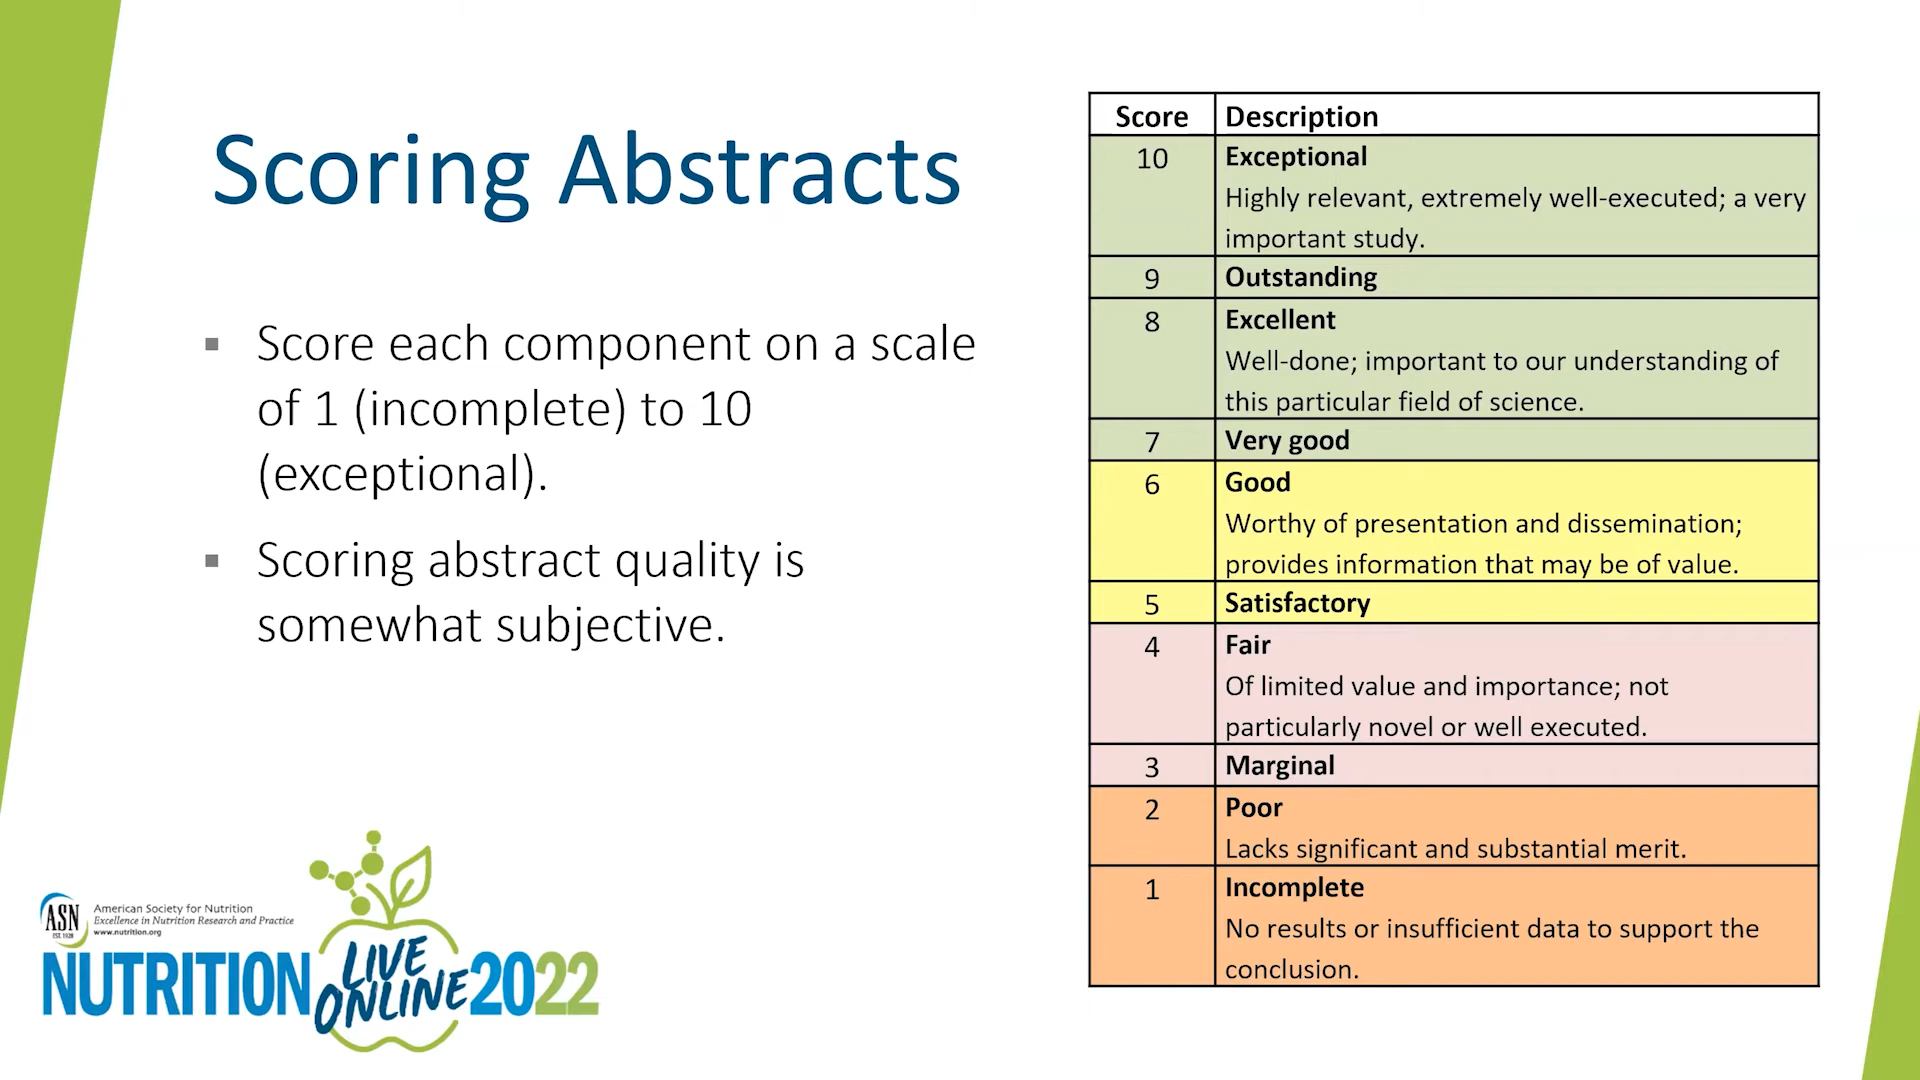 Scoring Abstracts
▪ Score each component on a scale
of 1 (incomplete) to 10
(exceptional).
▪ Scoring abstract quality is
somewhat subjective.
Score Description
10 Exceptional
Highly relevant, extremely well-executed; a very
important study.
9 Outstanding
8 Excellent
Well-done; important to our understanding of
this particular field of science.
7 Very good
6 Good
Worthy of presentation and dissemination;
provides information that may be of value.
5 Satisfactory
4 Fair
Of limited value and importance; not
particularly novel or well executed.
3 Marginal
2 Poor
Lacks significant and substantial merit.
1 Incomplete
No results or insufficient data to support the
conclusion.
ASN
EST. 1928
American Society for Nutrition
Excellence in Nutrition Research and Practice
www.nutrition.org
NUTRITION LIVE ONLINE 2022